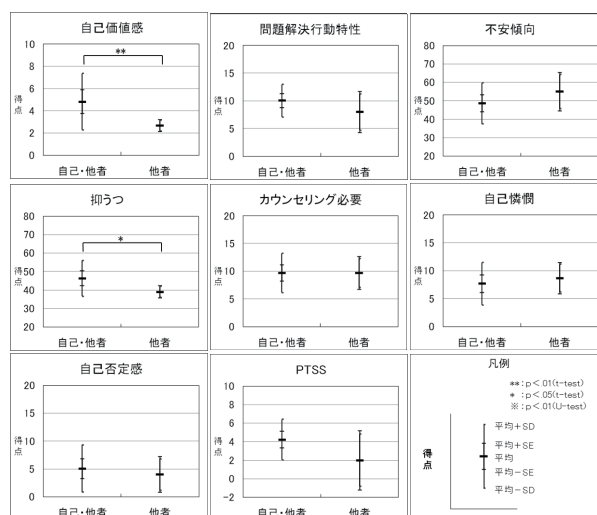 自己価値感
10
8
6
4
2
0
得点
**
自己・他者 他者
問題解決行動特性
20
15
10
5
0
得点
自己・他者 他者
不安傾向
80
70
60
50
40
30
20
得点
自己・他者 他者
抑うつ
80
70
60
50
40
30
20
得点
*
自己・他者 他者
カウンセリング必要
20
15
10
5
0
得点
自己・他者 他者
自己憐憫
20
15
10
5
0
得点
自己・他者 他者
自己否定感
20
15
10
5
0
得点
自己・他者 他者
PTSS
10
8
6
4
2
0
−2
得点
自己・他者 他者
凡例
**:p<.01(t-test)
* :p<.05(t-test)
※:p<.01(U-test)
得点
平均+SD
平均+SE
平均
平均−SE
平均−SD